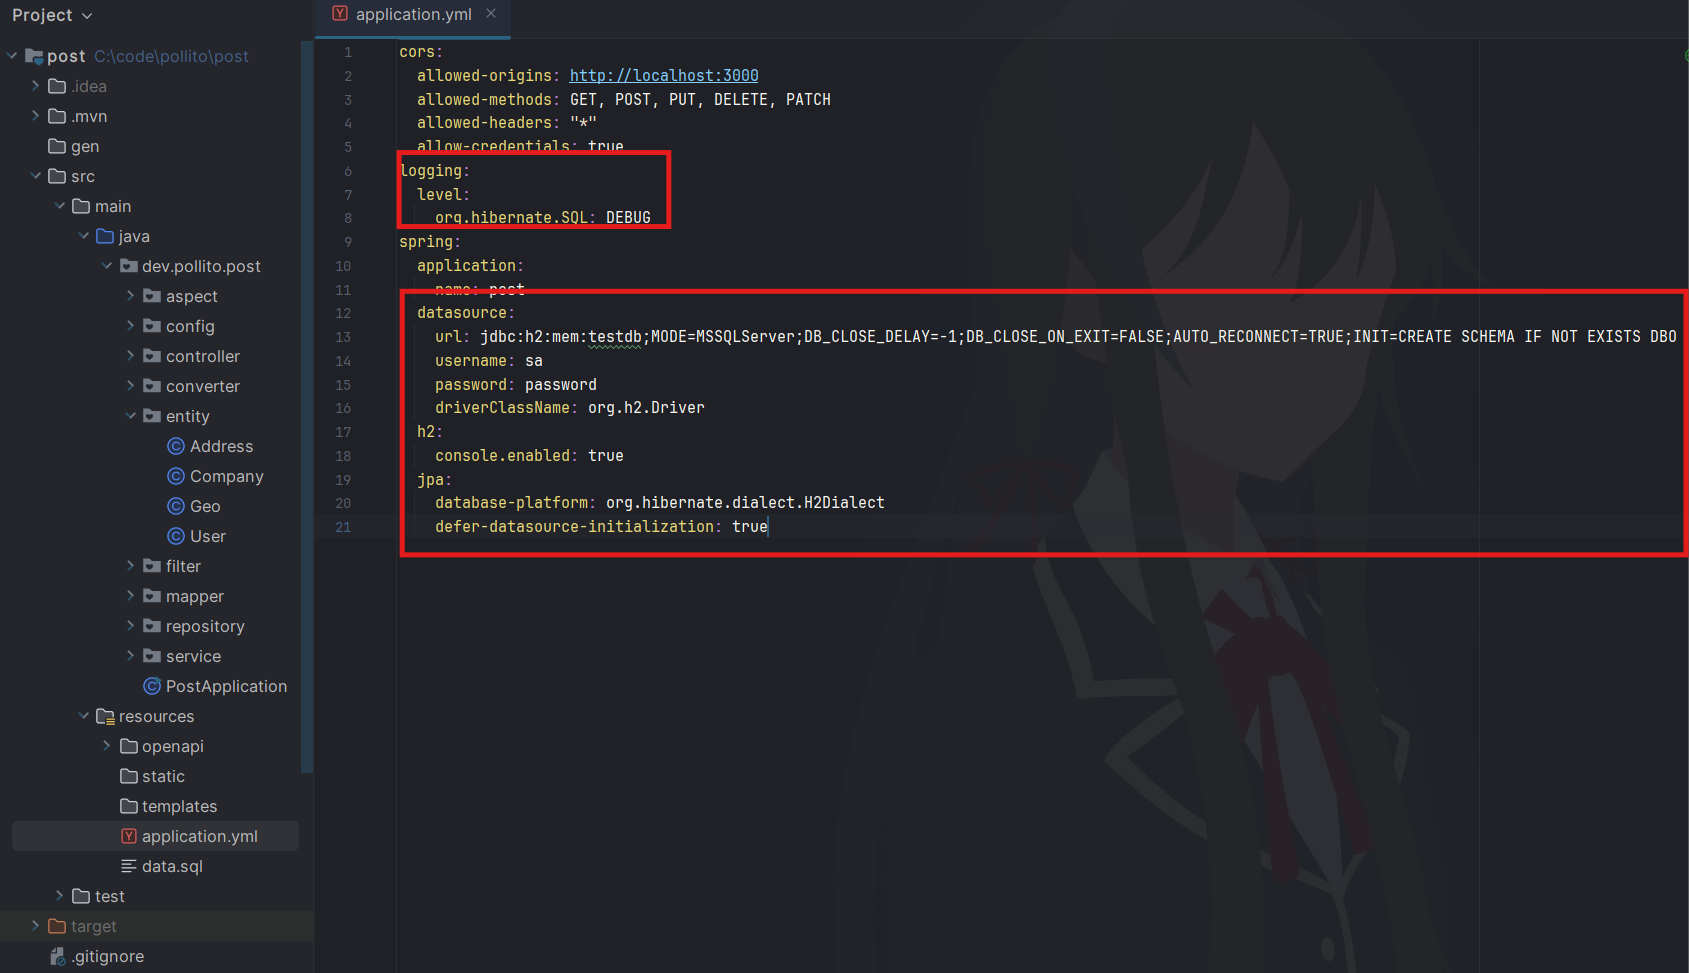 Project
post C:\code\pollito\post
.idea
.mvn
gen
src
main
java
dev.pollito.post
aspect
config
controller
converter
entity
Address
Company
Geo
User
filter
mapper
repository
service
PostApplication
resources
openapi
static
templates
application.yml
data.sql
test
target
.gitignore
application.yml
1 cors:
2 allowed-origins: http://localhost:3000
3 allowed-methods: GET, POST, PUT, DELETE, PATCH
4 allowed-headers: "*"
5 allow-credentials: true
6 logging:
7 level:
8 org.hibernate.SQL: DEBUG
9 spring:
10 application:
11 name: post
12 datasource:
13 url: jdbc:h2:mem:testdb;MODE=MSSQLServer;DB_CLOSE_DELAY=-1;DB_CLOSE_ON_EXIT=FALSE;AUTO_RECONNECT=TRUE;INIT=CREATE SCHEMA IF NOT EXISTS DBO
14 username: sa
15 password: password
16 driverClassName: org.h2.Driver
17 h2:
18 console.enabled: true
19 jpa:
20 database-platform: org.hibernate.dialect.H2Dialect
21 defer-datasource-initialization: true